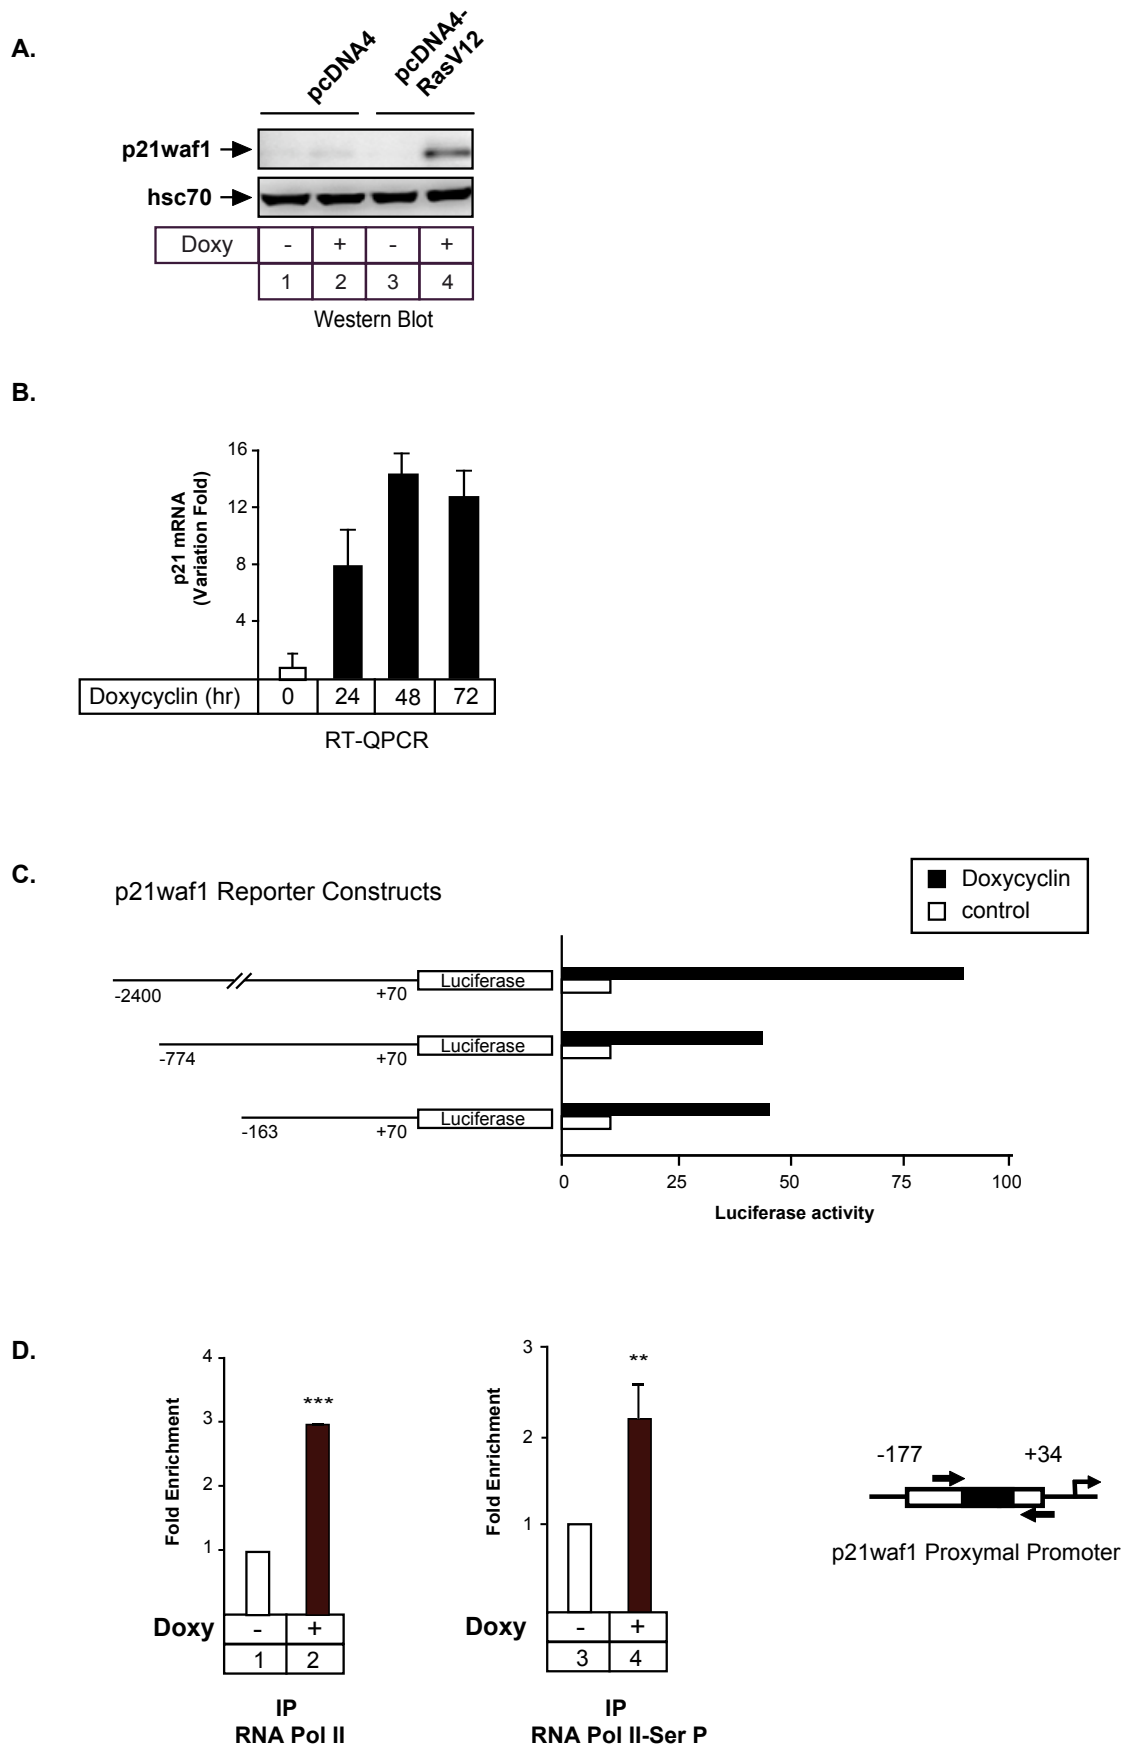 A.
pcDNA4
pcDNA4-
RasV12
p21waf1
hsc70
Doxy - + - +
1 2 3 4
Western Blot
B.
p21 mRNA
(Variation Fold)
16
12
8
4
Doxycyclin (hr) 0 24 48 72
RT-QPCR
C.
p21waf1 Reporter Constructs
Doxycyclin
control
Luciferase
-2400 +70
Luciferase
-774 +70
Luciferase
-163 +70
0 25 50 75 100
Luciferase activity
D.
Fold Enrichment
4
3
2
1
***
Doxy - +
1 2
IP
RNA Pol II
Fold Enrichment
3
2
1
**
Doxy - +
3 4
IP
RNA Pol II-Ser P
-177 +34
p21waf1 Proxymal Promoter